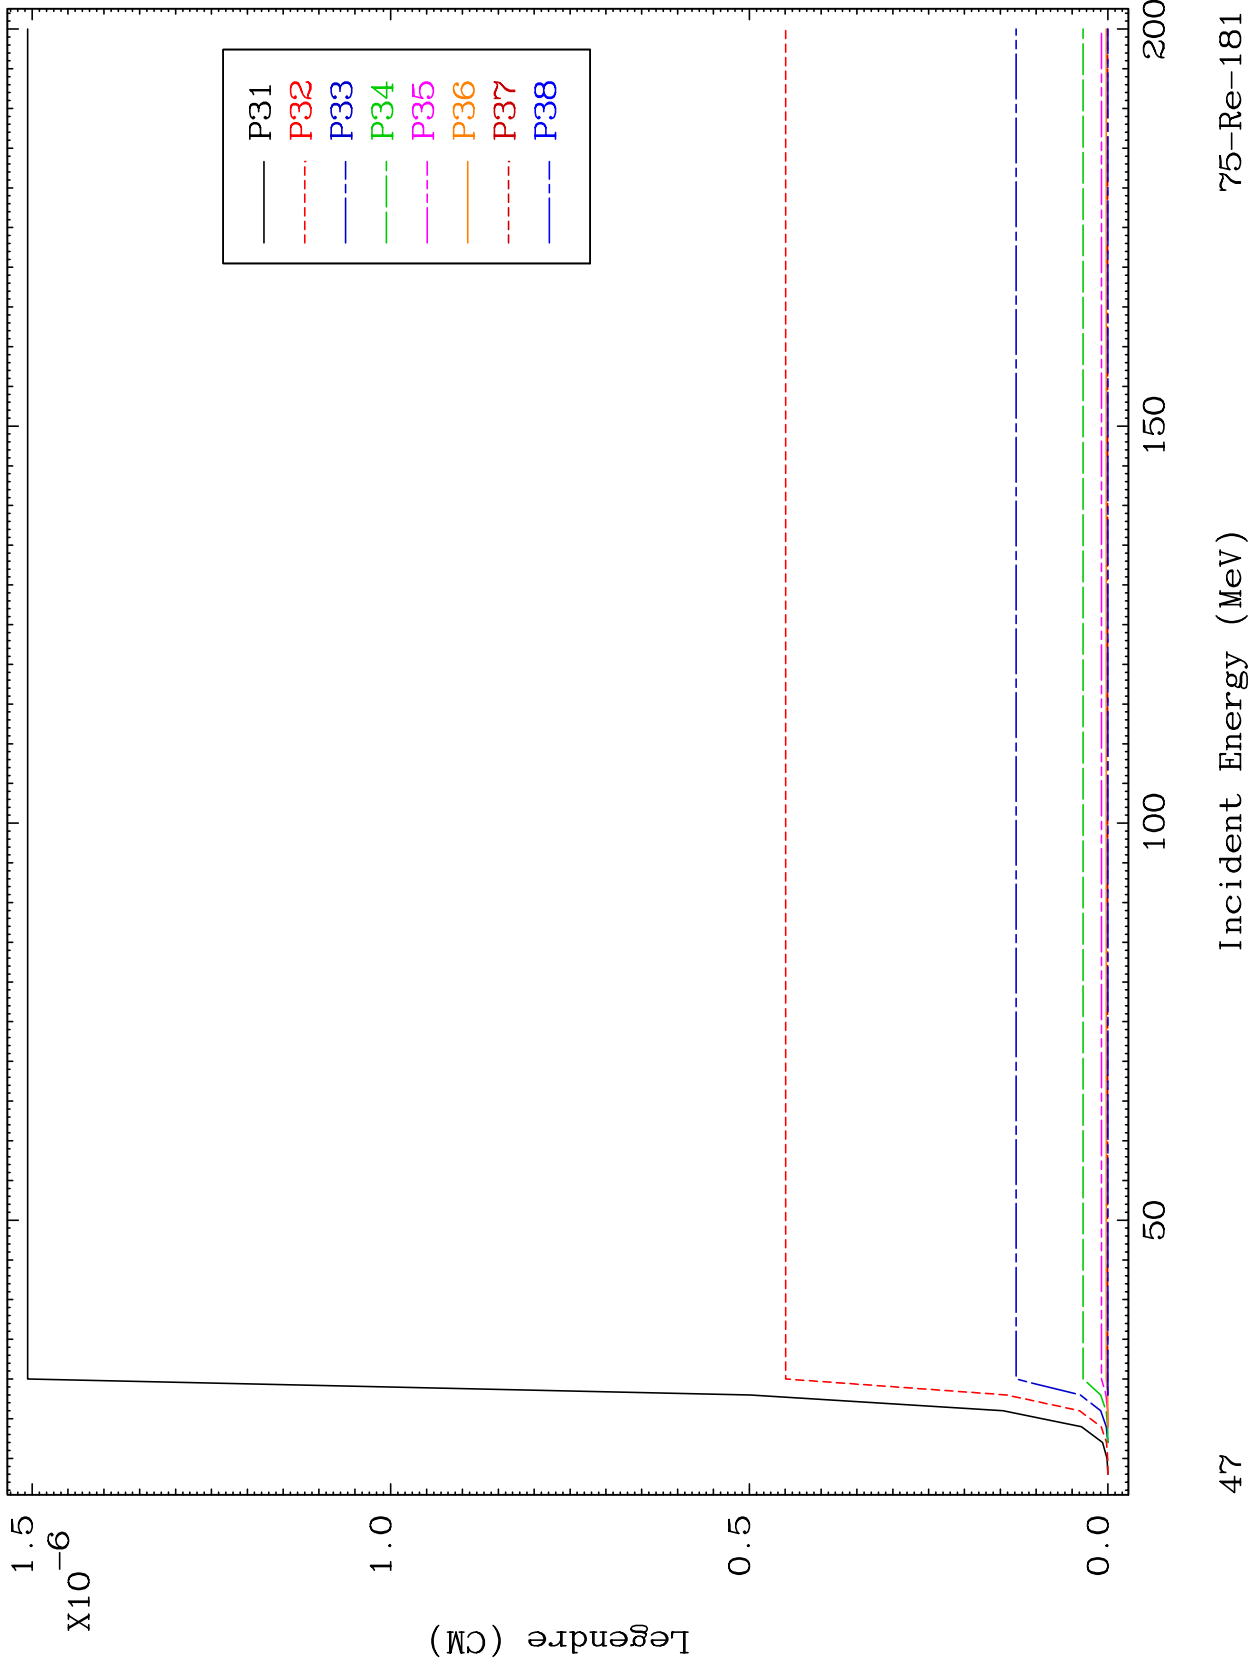 1.5
X10-6
1.0
0.5
0.0
Legendre (CM)
P31
P32
P33
P34
P35
P36
P37
P38
50
100
150
200
47
Incident Energy (MeV)
75-Re-181